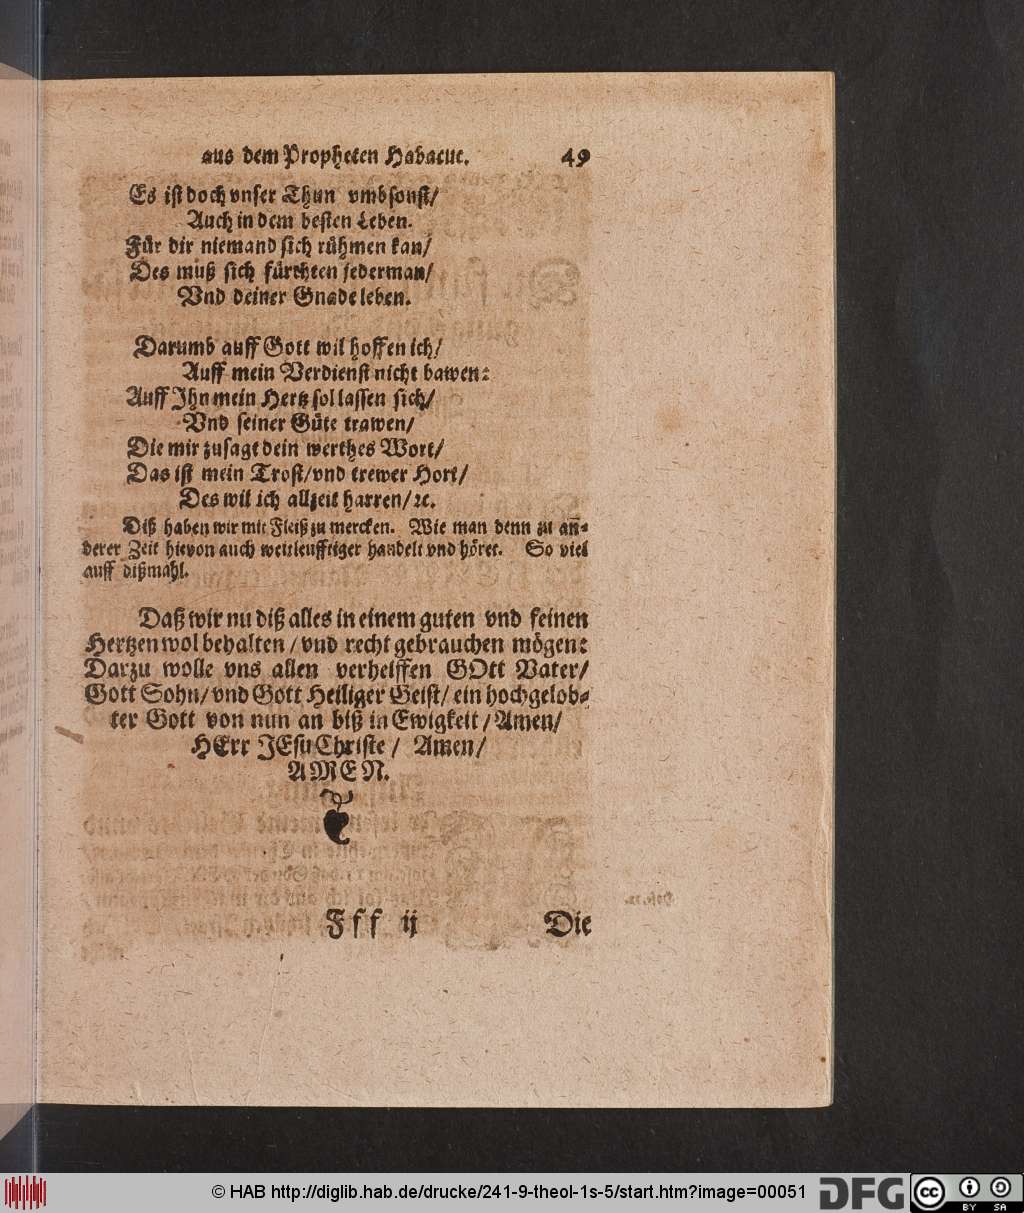 aus dem Propheten Habacuc. 49
Es ist doch vnser Thun vmbsonst/
Auch in dem besten Leben.
Für dir niemand sich rühmen kan/
Des muß sich fürchten jederman/
Vnd deiner Gnade leben.
Darumb auff Gott wil hoffen ich/
Auff mein Verdienst nicht bawen:
Auff Ihn mein Hertz sol lassen sich/
Vnd seiner Güte trawen/
Die mir zusagt dein werthes Wort/
Das ist mein Trost/vnd trewer Hort/
Des wil ich allzeit harren/ꝛc.
Diß haben wir mit Fleiß zu mercken. Wie man denn zu an-
derer Zeit hievon auch weitleufftiger handelt vnd höret. So viel
auff dißmahl.
Daß wir nu diß alles in einem guten vnd feinen
Hertzen wol behalten/vnd recht gebrauchen mögen:
Darzu wolle vns allen verhelffen GOtt Vater/
Gott Sohn/vnd Gott Heiliger Geist/ein hochgelob-
ter Gott von nun an biß in Ewigkeit/Amen/
HErr JEsu Christe/ Amen/
AMEN.
Fff ij Die
© HAB http://diglib.hab.de/drucke/241-9-theol-1s-5/start.htm?image=00051 DFG cc BY SA